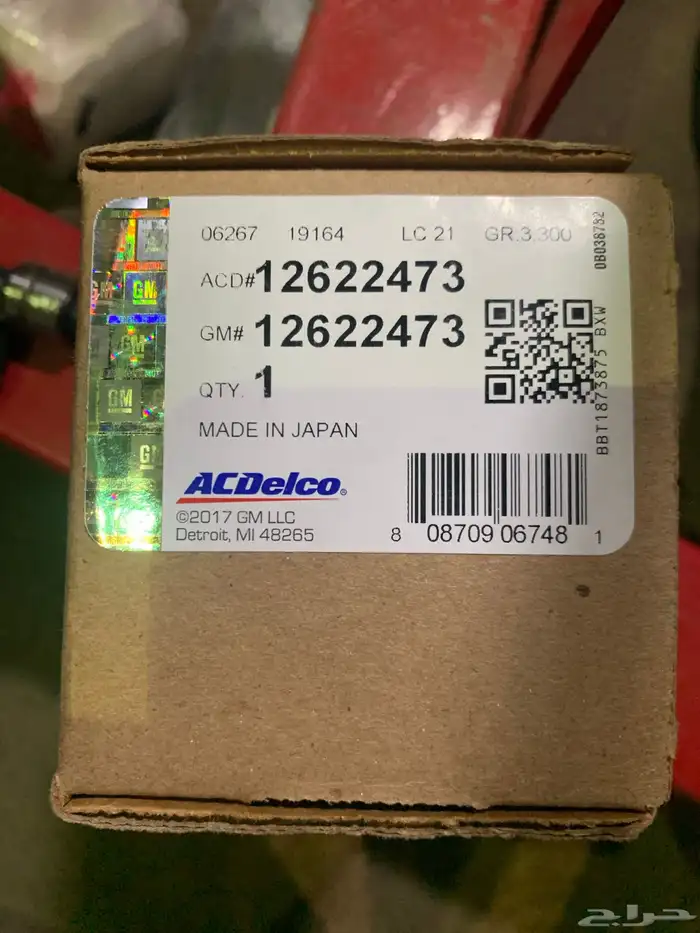 06267 19164 LC 21 GR.3.300
ACD# 12622473
GM# 12622473
QTY. 1
MADE IN JAPAN
ACDelco®
©2017 GM LLC
Detroit, MI 48265
8 08709 06748 1
0B038732
BBT1873875 BXW
GM
GM
GM
GM
حراج